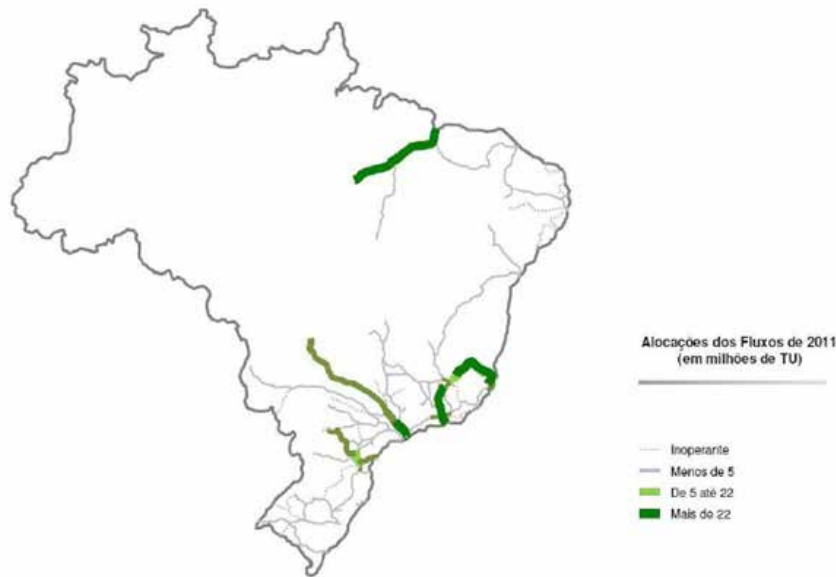 Alocações dos Fluxos de 2011
(em milhões de TU)
Inoperante
Menos de 5
De 5 até 22
Mais de 22